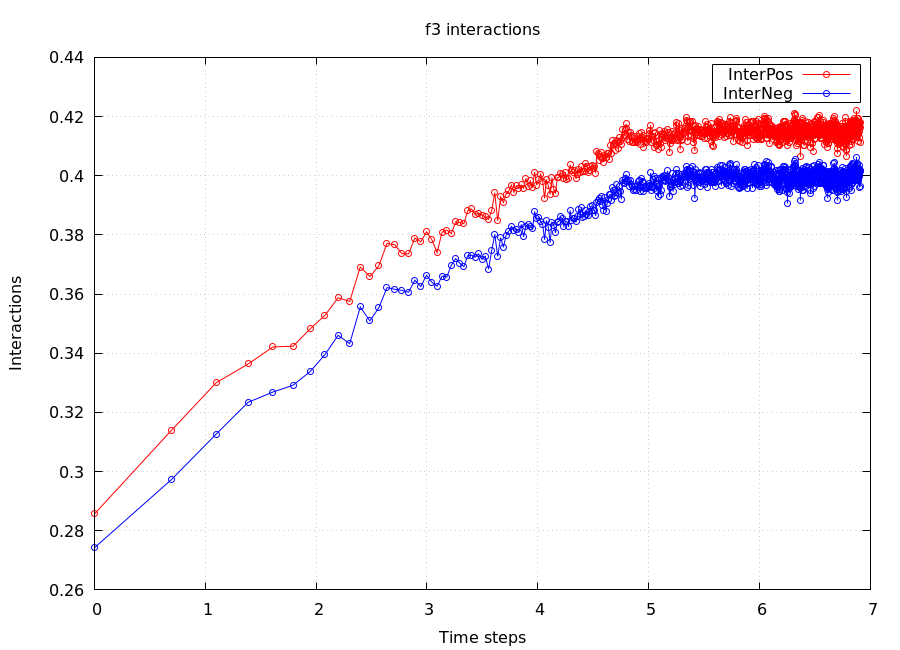 f3 interactions
0.44
0.42
0.4
0.38
0.36
0.34
0.32
0.3
0.28
0.26
0 1 2 3 4 5 6 7
Interactions
Time steps
InterPos
InterNeg